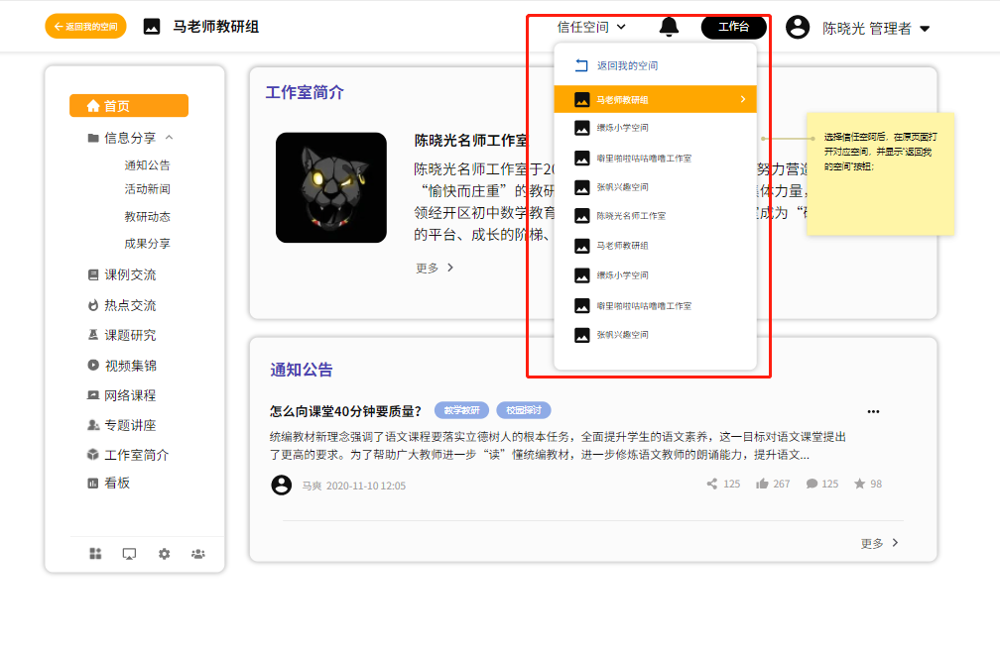 返回我的空间
马老师教研组
信任空间
工作台
陈晓光 管理者
首页
信息分享
通知公告
活动新闻
教研动态
成果分享
课例交流
热点交流
课题研究
视频集锦
网络课程
专题讲座
工作室简介
看板
工作室简介
陈晓光名师工作室
陈晓光名师工作室于20
努力营造
“愉快而庄重”的教研
体力量,
领经开区初中数学教育
室成为“研
的平台、成长的阶梯、
更多
返回我的空间
马老师教研组
缥烁小学空间
噼里啪啦咕咕噜噜工作室
张帆兴趣空间
陈晓光名师工作室
马老师教研组
缥烁小学空间
噼里啪啦咕咕噜噜工作室
张帆兴趣空间
选择信任空间后，在原页面打
开对应空间，并显示“返回我
的空间”按钮；
通知公告
怎么向课堂40分钟要质量？
教学教研
校园探讨
统编教材新理念强调了语文课程要落实立德树人的根本任务，全面提升学生的语文素养，这一目标对语文课堂提出
了更高的要求。为了帮助广大教师进一步“读”懂统编教材，进一步修炼语文教师的朗诵能力，提升语文...
马爽 2020-11-10 12:05
125
267
125
98
更多